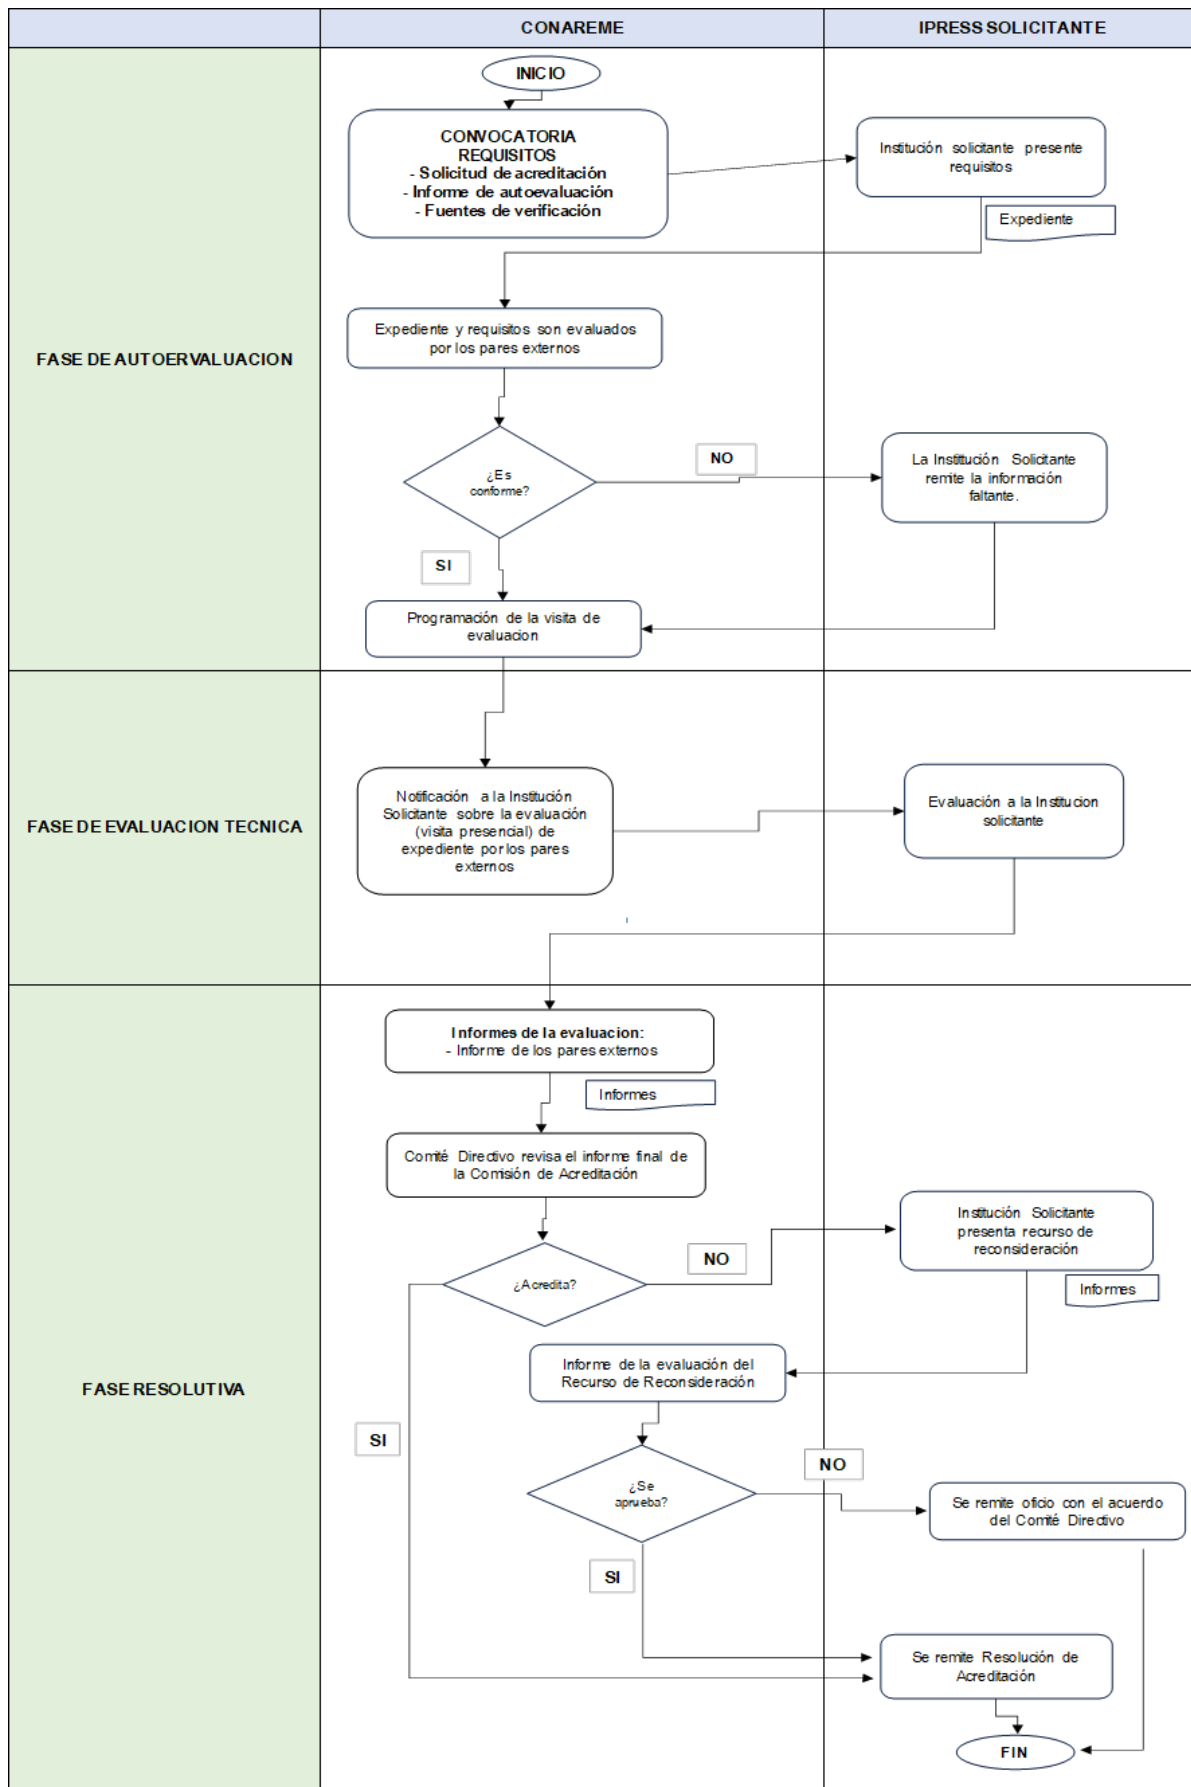 CONAREME
IPRESS SOLICITANTE
FASE DE AUTOERVALUACION
INICIO
CONVOCATORIA
REQUISITOS
- Solicitud de acreditación
- Informe de autoevaluación
- Fuentes de verificación
Institución solicitante presente
requisitos
Expediente
Expediente y requisitos son evaluados
por los pares externos
¿Es
conforme?
NO
La Institución Solicitante
remite la información
faltante.
SI
Programación de la visita de
evaluacion
FASE DE EVALUACION TECNICA
Notificación a la Institución
Solicitante sobre la evaluación
(visita presencial) de
expediente por los pares
externos
Evaluación a la Institucion
solicitante
FASE RESOLUTIVA
Informes de la evaluacion:
- Informe de los pares externos
Informes
Comité Directivo revisa el informe final de
la Comisión de Acreditación
¿Acredita?
NO
Institución Solicitante
presenta recurso de
reconsideración
Informes
Informe de la evaluación del
Recurso de Reconsideración
SI
¿Se
aprueba?
NO
Se remite oficio con el acuerdo
del Comité Directivo
SI
Se remite Resolución de
Acreditación
FIN